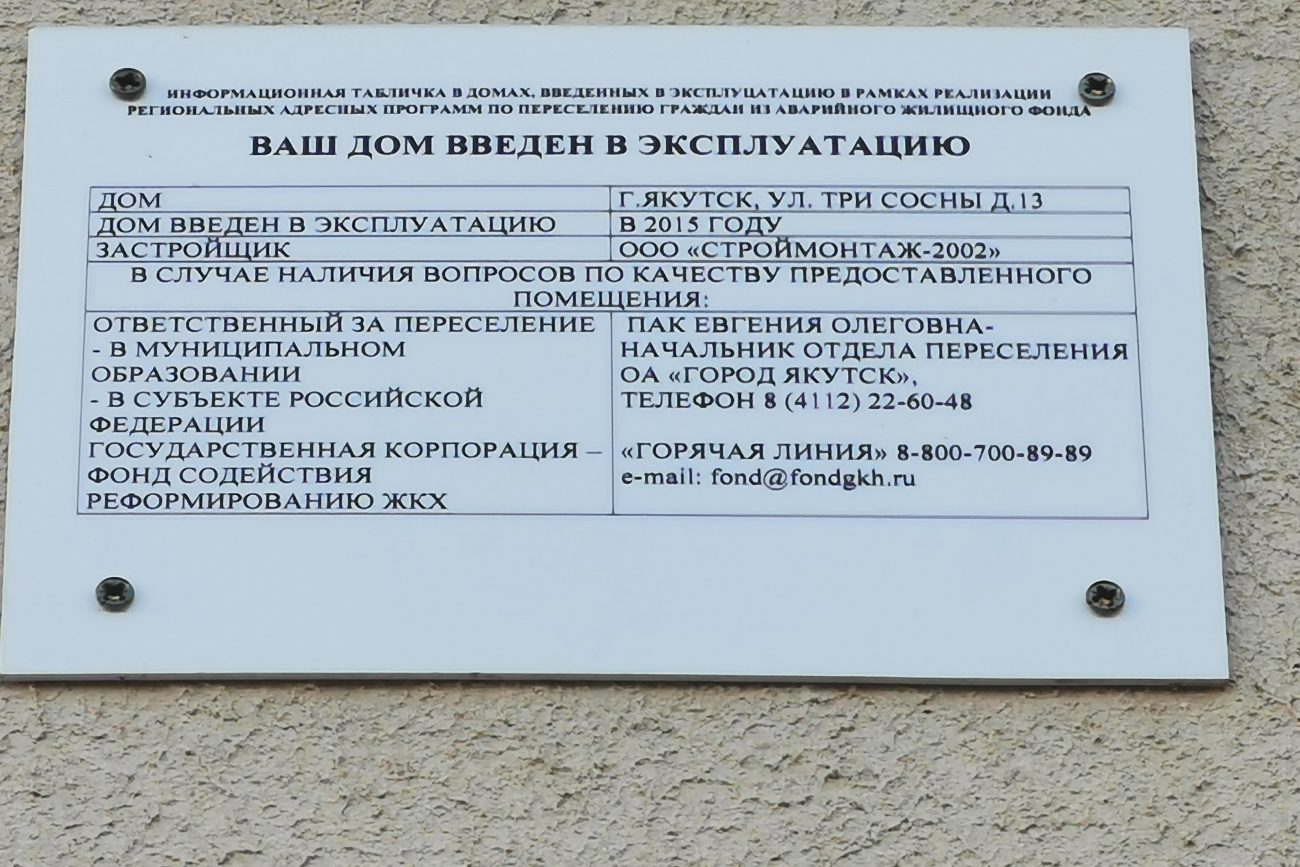 ИНФОРМАЦИОННАЯ ТАБЛИЧКА В ДОМАХ, ВВЕДЕННЫХ В ЭКСПЛУЦАТАЦИЮ В РАМКАХ РЕАЛИЗАЦИИ
РЕГИОНАЛЬНЫХ АДРЕСНЫХ ПРОГРАММ ПО ПЕРЕСЕЛЕНИЮ ГРАЖДАН ИЗ АВАРИЙНОГО ЖИЛИЩНОГО ФОНДА
ВАШ ДОМ ВВЕДЕН В ЭКСПЛУАТАЦИЮ
ДОМ Г.ЯКУТСК, УЛ. ТРИ СОСНЫ Д.13
ДОМ ВВЕДЕН В ЭКСПЛУАТАЦИЮ В 2015 ГОДУ
ЗАСТРОЙЩИК ООО «СТРОЙМОНТАЖ-2002»
В СЛУЧАЕ НАЛИЧИЯ ВОПРОСОВ ПО КАЧЕСТВУ ПРЕДОСТАВЛЕННОГО
ПОМЕЩЕНИЯ:
ОТВЕТСТВЕННЫЙ ЗА ПЕРЕСЕЛЕНИЕ
- В МУНИЦИПАЛЬНОМ
ОБРАЗОВАНИИ
- В СУБЪЕКТЕ РОССИЙСКОЙ
ФЕДЕРАЦИИ
ГОСУДАРСТВЕННАЯ КОРПОРАЦИЯ –
ФОНД СОДЕЙСТВИЯ
РЕФОРМИРОВАНИЮ ЖКХ
ПАК ЕВГЕНИЯ ОЛЕГОВНА-
НАЧАЛЬНИК ОТДЕЛА ПЕРЕСЕЛЕНИЯ
ОА «ГОРОД ЯКУТСК»,
ТЕЛЕФОН 8 (4112) 22-60-48
«ГОРЯЧАЯ ЛИНИЯ» 8-800-700-89-89
e-mail: fond@fondgkh.ru